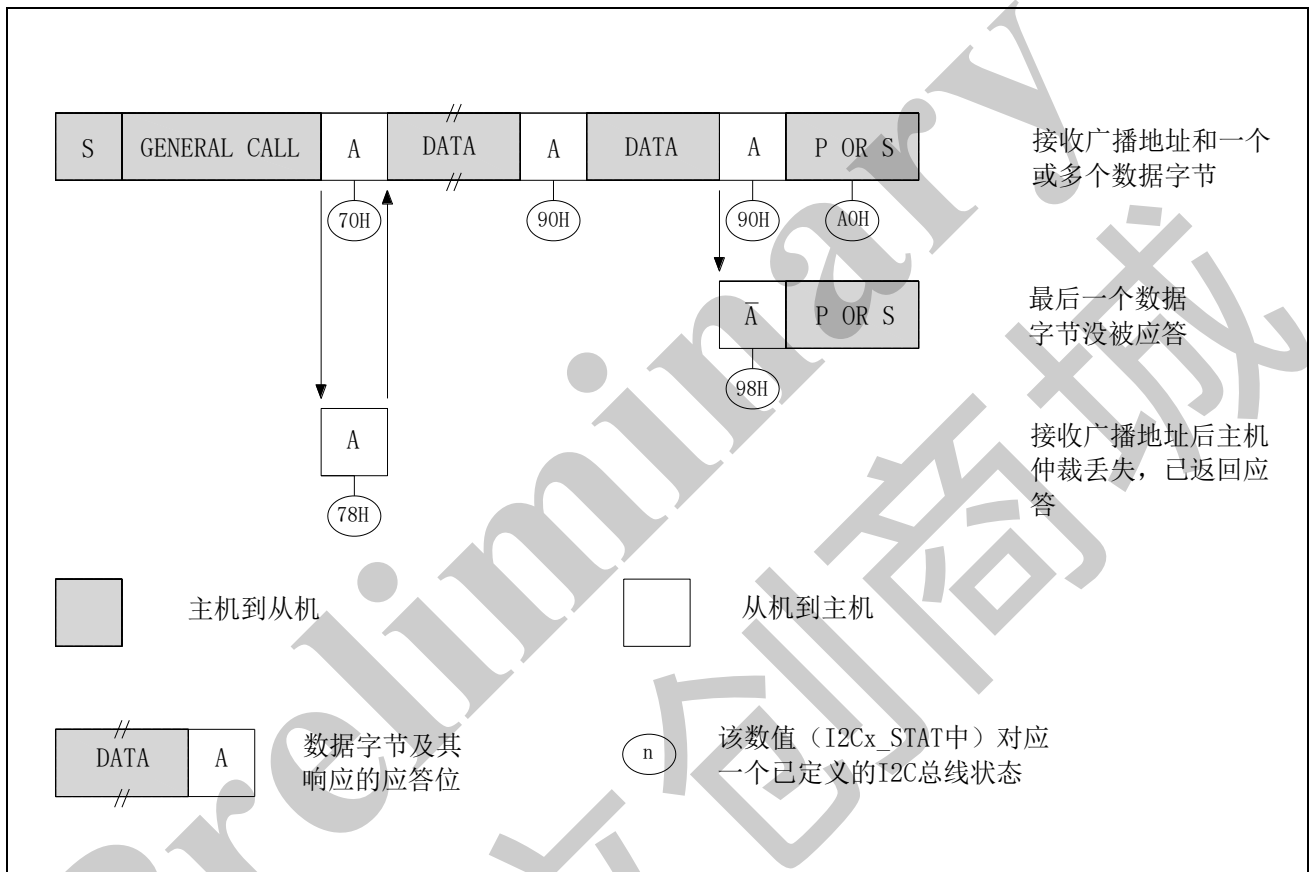 S GENERAL CALL A DATA A DATA A P OR S
接收广播地址和一个
或多个数据字节
70H 90H 90H A0H
A̅ P OR S
最后一个数据
字节没被应答
98H
A
接收广播地址后主机
仲裁丢失，已返回应
答
78H
主机到从机
从机到主机
DATA A
数据字节及其
响应的应答位
n
该数值（I2Cx_STAT中）对应
一个已定义的I2C总线状态
Preliminary
立创商城